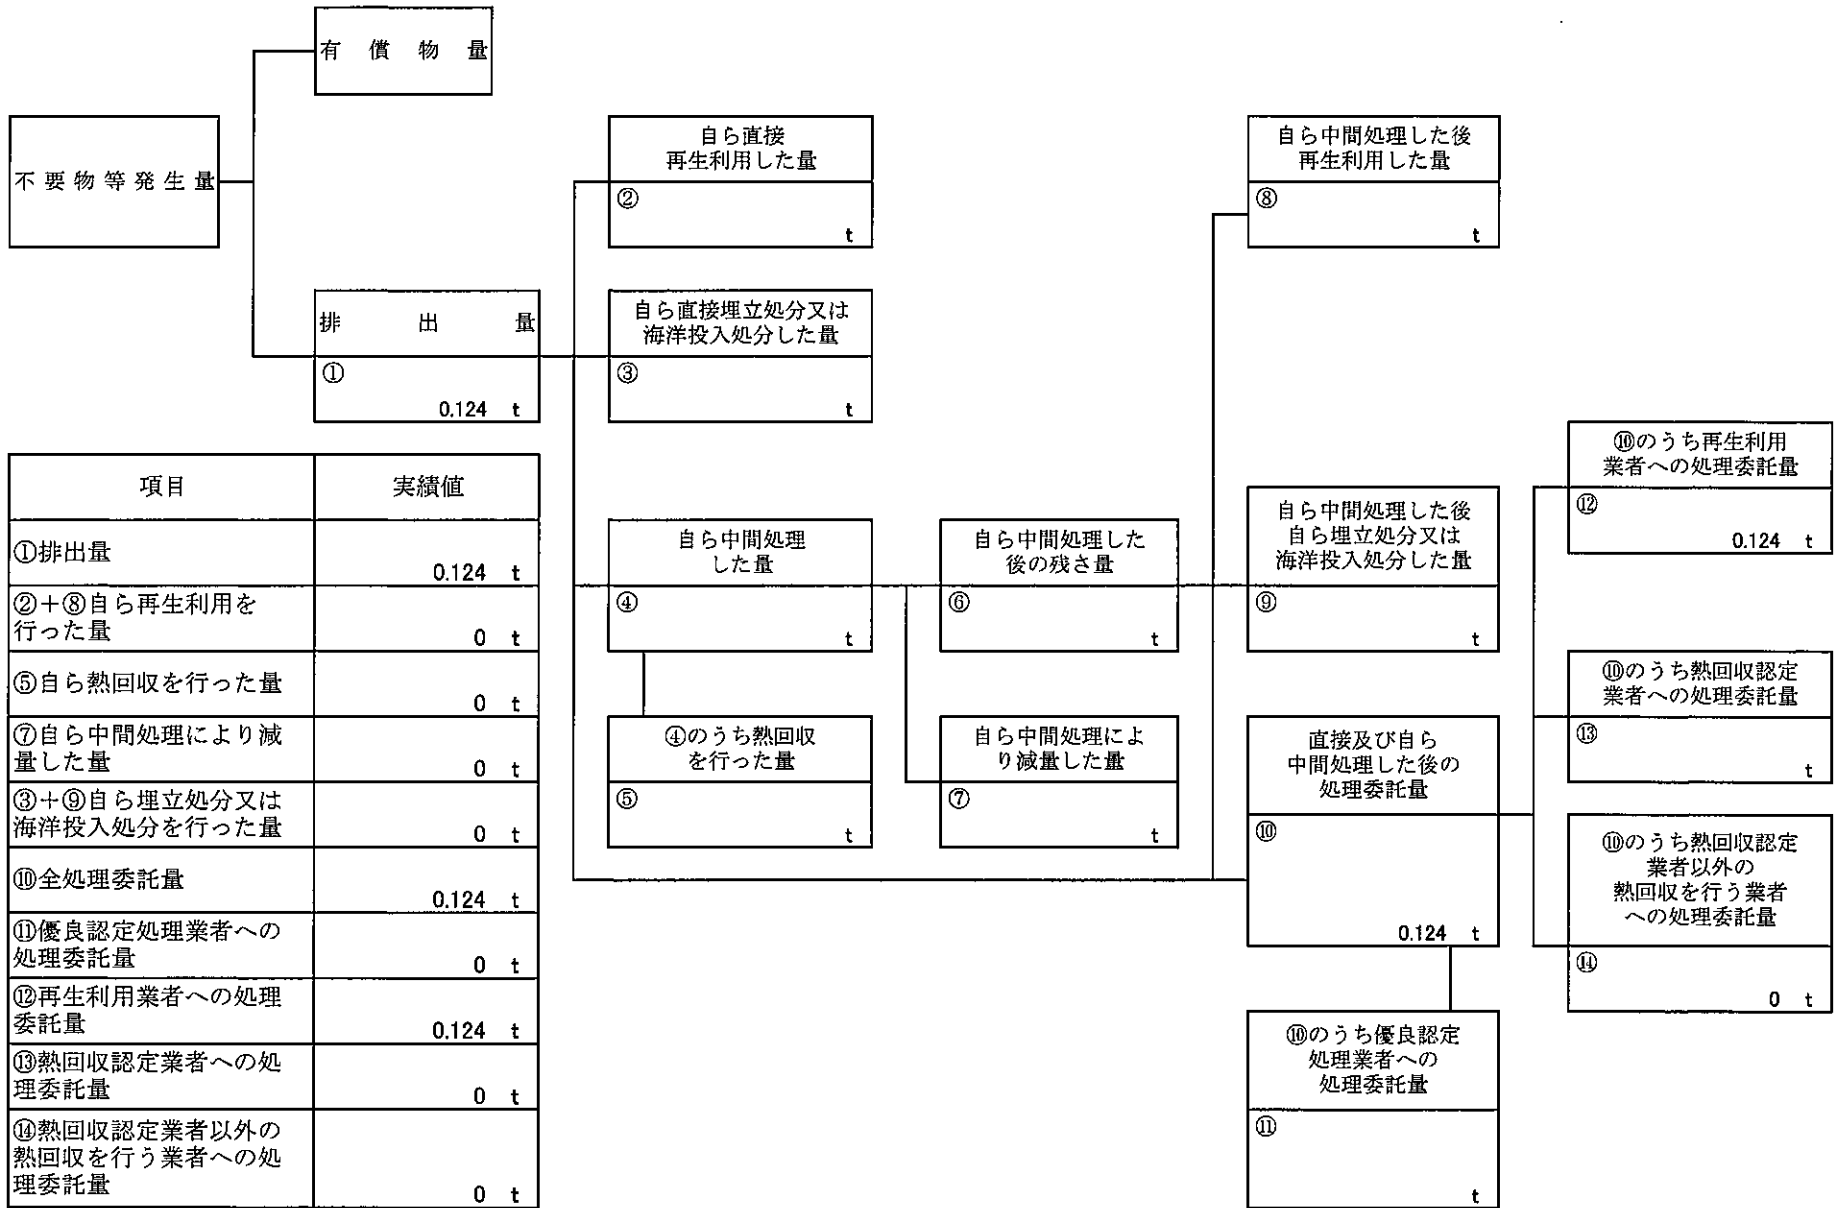 有償物量
不要物等発生量
排出量
①
0.124 t
自ら直接
再生利用した量
②
t
自ら直接埋立処分又は
海洋投入処分した量
③
t
自ら中間処理
した量
④
t
④のうち熱回収
を行った量
⑤
t
自ら中間処理した
後の残さ量
⑥
t
自ら中間処理によ
り減量した量
⑦
t
自ら中間処理した後
再生利用した量
⑧
t
自ら中間処理した後
自ら埋立処分又は
海洋投入処分した量
⑨
t
直接及び自ら
中間処理した後の
処理委託量
⑩
0.124 t
⑩のうち優良認定
処理業者への
処理委託量
⑪
t
⑩のうち再生利用
業者への処理委託量
⑫
0.124 t
⑩のうち熱回収認定
業者への処理委託量
⑬
t
⑩のうち熱回収認定
業者以外の
熱回収を行う業者
への処理委託量
⑭
0 t
項目 実績値
①排出量
0.124 t
②＋⑧自ら再生利用を
行った量
0 t
⑤自ら熱回収を行った量
0 t
⑦自ら中間処理により減
量した量
0 t
③＋⑨自ら埋立処分又は
海洋投入処分を行った量
0 t
⑩全処理委託量
0.124 t
⑪優良認定処理業者への
処理委託量
0 t
⑫再生利用業者への処理
委託量
0.124 t
⑬熱回収認定業者への処
理委託量
0 t
⑭熱回収認定業者以外の
熱回収を行う業者への処
理委託量
0 t